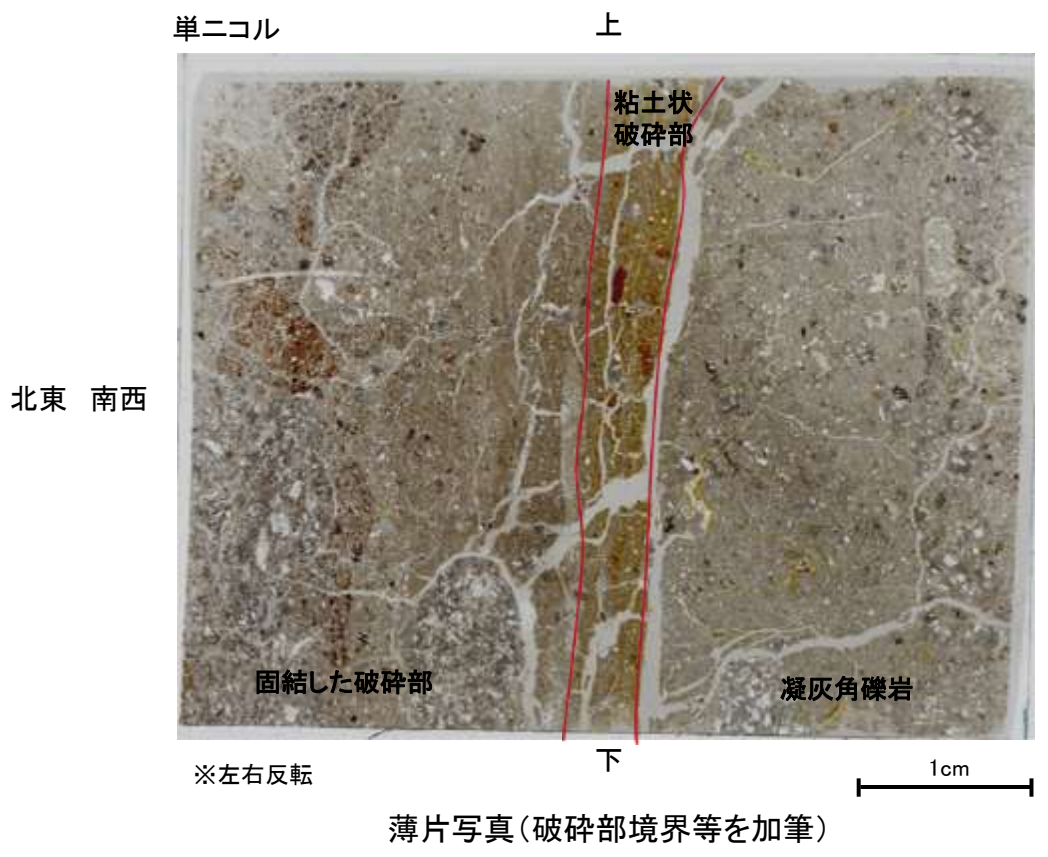 単ニコル
上
粘土状
破砕部
北東 南西
固結した破砕部
凝灰角礫岩
※左右反転
下
1cm
薄片写真(破砕部境界等を加筆)